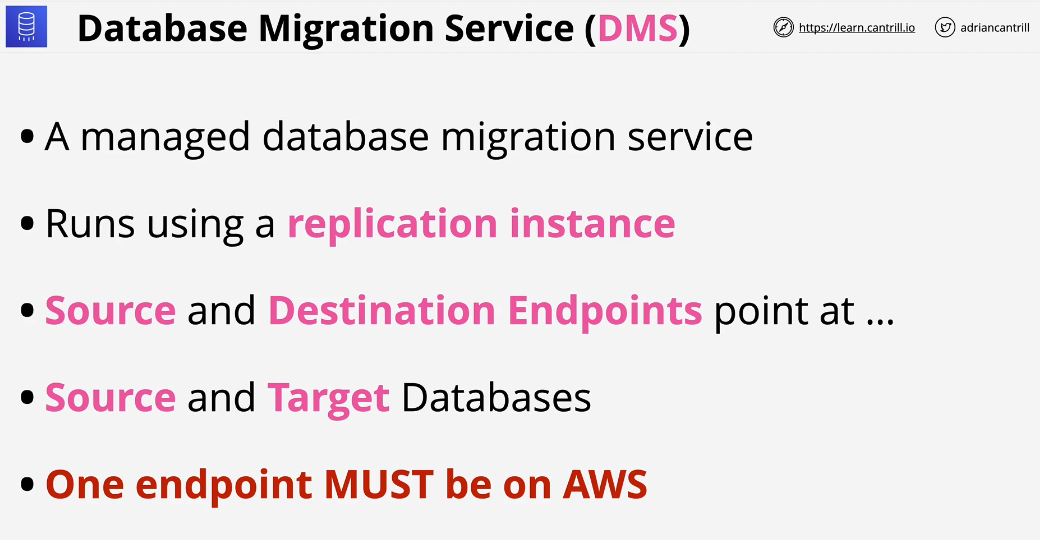 Database Migration Service (DMS)
https://learn.cantrill.io
adriancantrill
• A managed database migration service
• Runs using a replication instance
• Source and Destination Endpoints point at ...
• Source and Target Databases
• One endpoint MUST be on AWS